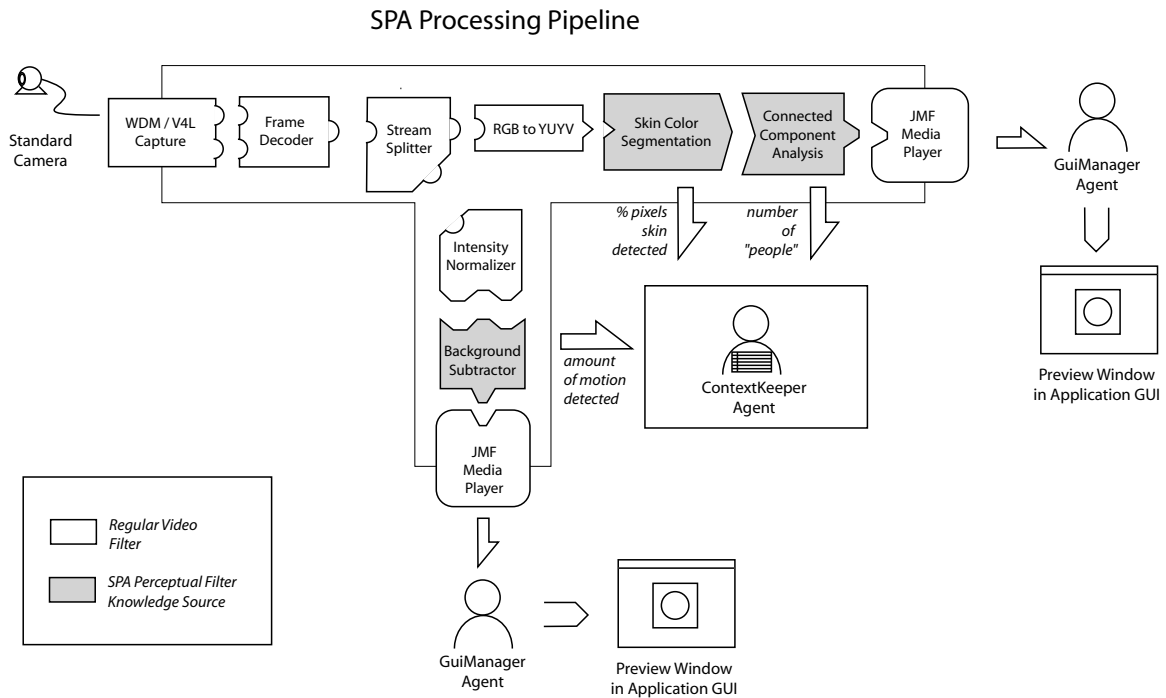 SPA Processing Pipeline
Standard
Camera
WDM / V4L
Capture
Frame
Decoder
Stream
Splitter
RGB to YUYV
Skin Color
Segmentation
Connected
Component
Analysis
JMF
Media
Player
GuiManager
Agent
% pixels
skin
detected
number
of
"people"
Intensity
Normalizer
Background
Subtractor
amount
of motion
detected
ContextKeeper
Agent
Preview Window
in Application GUI
JMF
Media
Player
Regular Video
Filter
SPA Perceptual Filter
Knowledge Source
GuiManager
Agent
Preview Window
in Application GUI